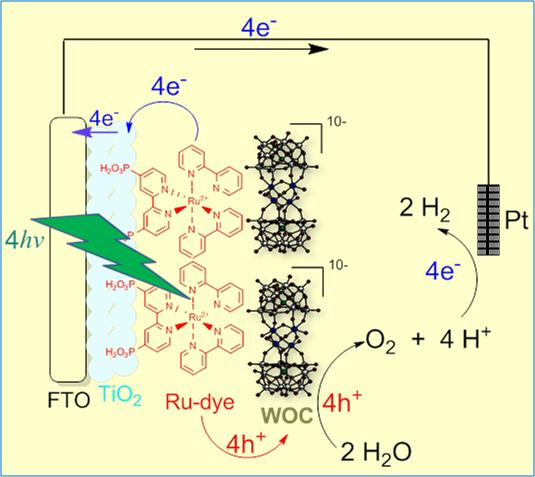 4e⁻
4e⁻
4e⁻
10-
H₂O₃P
N
N
N
Ru²⁺
N
N
N
P
2 H₂
Pt
4hν
10-
4e⁻
H₂O₃P
N
N
N
Ru²⁺
N
N
N
H₂O₃P
O₂ + 4 H⁺
FTO
TiO₂
Ru-dye
WOC
4h⁺
4h⁺
2 H₂O